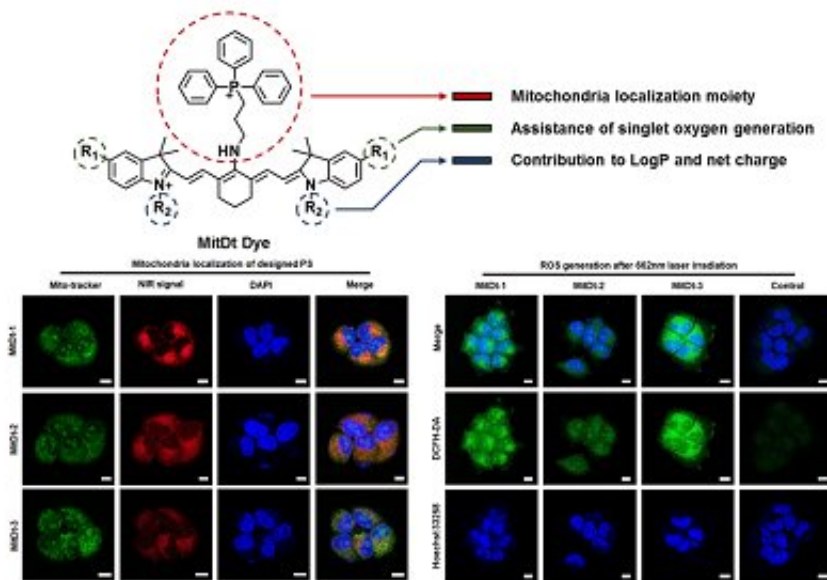 Mitochondria localization moiety
Assistance of singlet oxygen generation
Contribution to LogP and net charge
P
+
HN
R1
R1
N+
N
R2
R2
MitDt Dye
Mitochondria localization of designed PS
Mito-tracker NIR signal DAPI Merge
MitDt-1
MitDt-2
MitDt-3
ROS generation after 662nm laser irradiation
MitDt-1 MitDt-2 MitDt-3 Control
Merge
DCFH-DA
Hoechst 33258